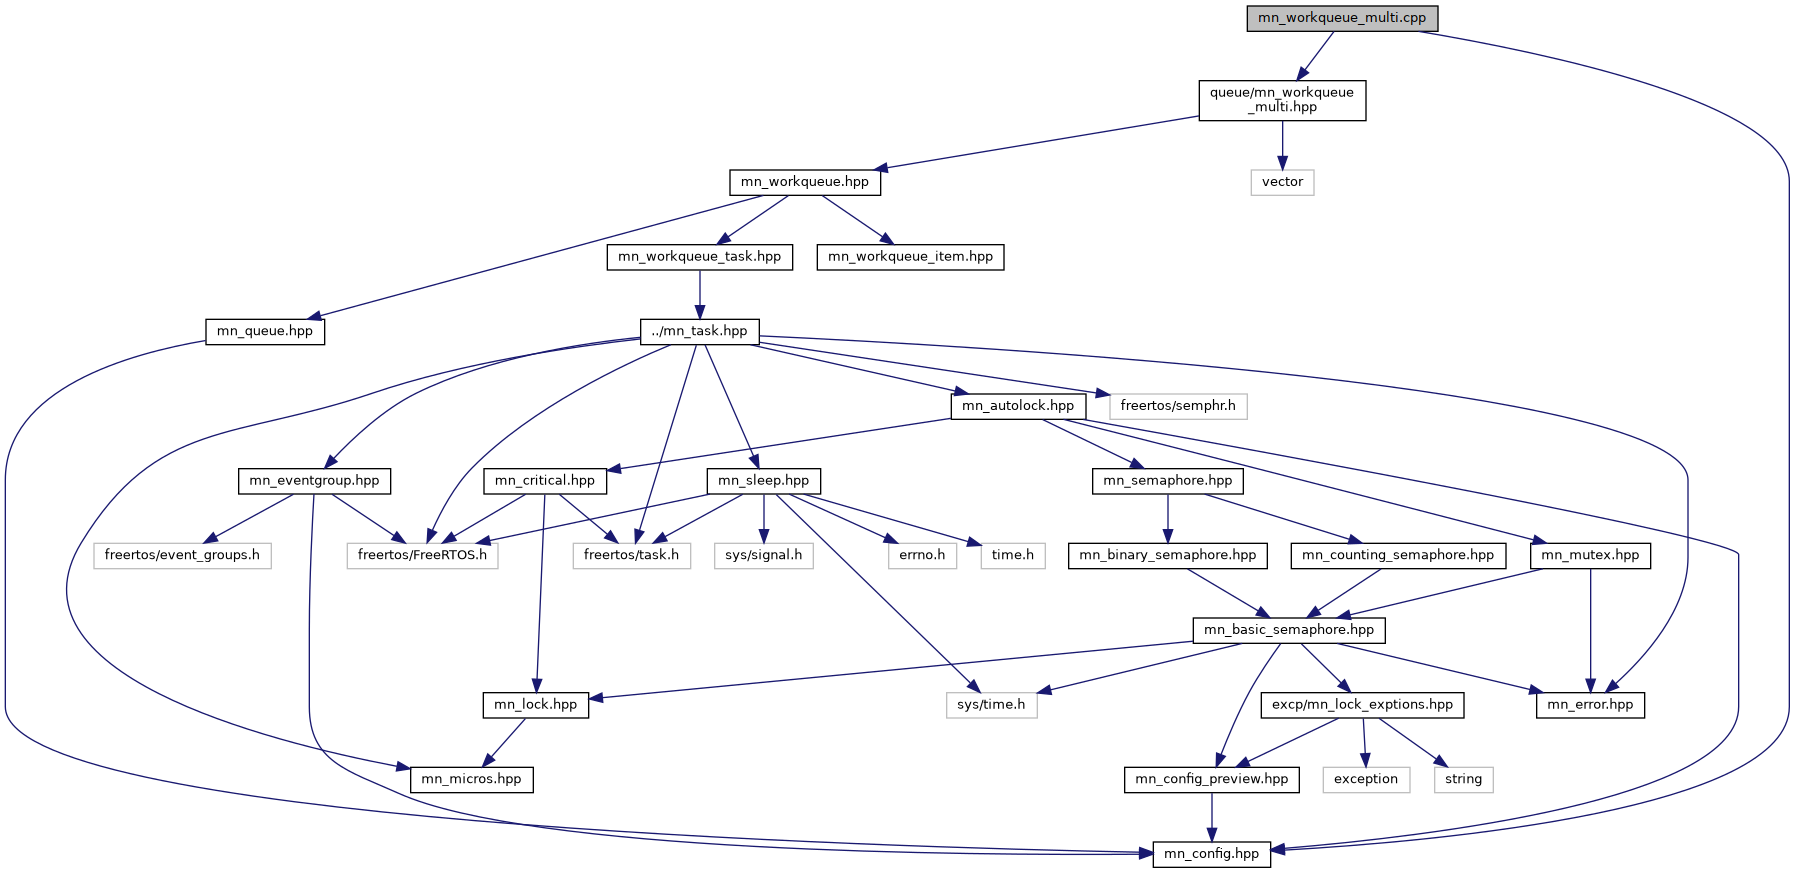 mn_workqueue_multi.cpp
queue/mn_workqueue
_multi.hpp
mn_workqueue.hpp
vector
mn_workqueue_task.hpp
mn_workqueue_item.hpp
mn_queue.hpp
../mn_task.hpp
mn_autolock.hpp
freertos/semphr.h
mn_eventgroup.hpp
mn_critical.hpp
mn_sleep.hpp
mn_semaphore.hpp
freertos/event_groups.h
freertos/FreeRTOS.h
freertos/task.h
sys/signal.h
errno.h
time.h
mn_binary_semaphore.hpp
mn_counting_semaphore.hpp
mn_mutex.hpp
mn_basic_semaphore.hpp
mn_lock.hpp
sys/time.h
excp/mn_lock_exptions.hpp
mn_error.hpp
mn_micros.hpp
mn_config_preview.hpp
exception
string
mn_config.hpp